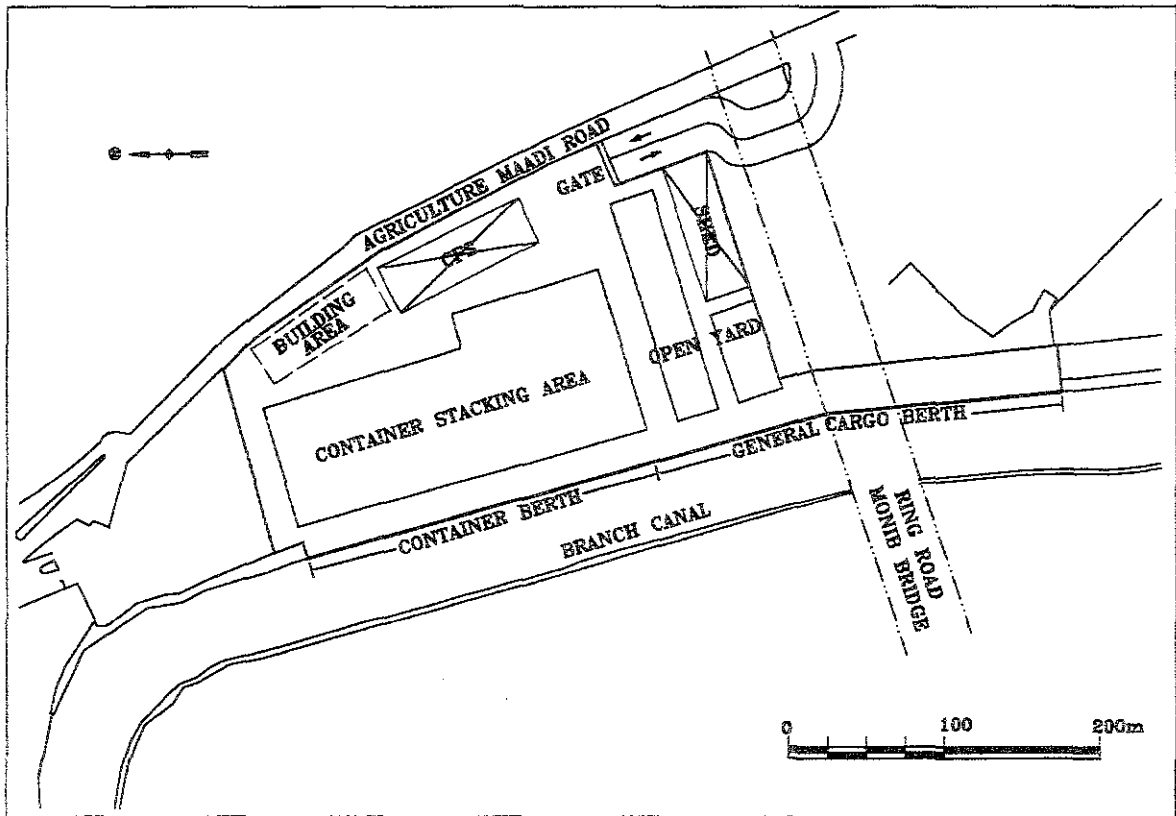 AGRICULTURE MAADI ROAD
GATE
SHED
CFS
BUILDING
AREA
OPEN YARD
CONTAINER STACKING AREA
GENERAL CARGO BERTH
CONTAINER BERTH
BRANCH CANAL
RING ROAD
MONIB BRIDGE
0 100 200m